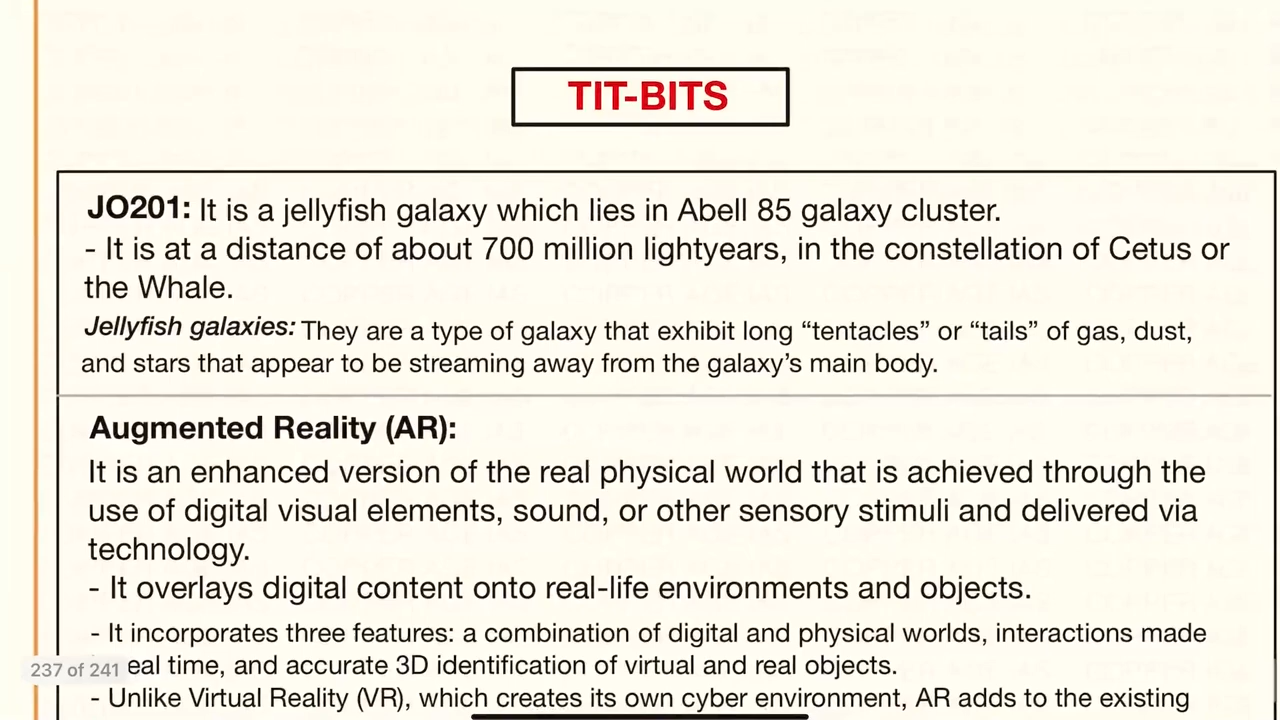 TIT-BITS
JO201: It is a jellyfish galaxy which lies in Abell 85 galaxy cluster.
- It is at a distance of about 700 million lightyears, in the constellation of Cetus or
the Whale.
Jellyfish galaxies: They are a type of galaxy that exhibit long “tentacles” or “tails” of gas, dust,
and stars that appear to be streaming away from the galaxy’s main body.
Augmented Reality (AR):
It is an enhanced version of the real physical world that is achieved through the
use of digital visual elements, sound, or other sensory stimuli and delivered via
technology.
- It overlays digital content onto real-life environments and objects.
- It incorporates three features: a combination of digital and physical worlds, interactions made
real time, and accurate 3D identification of virtual and real objects.
237 of 241
- Unlike Virtual Reality (VR), which creates its own cyber environment, AR adds to the existing